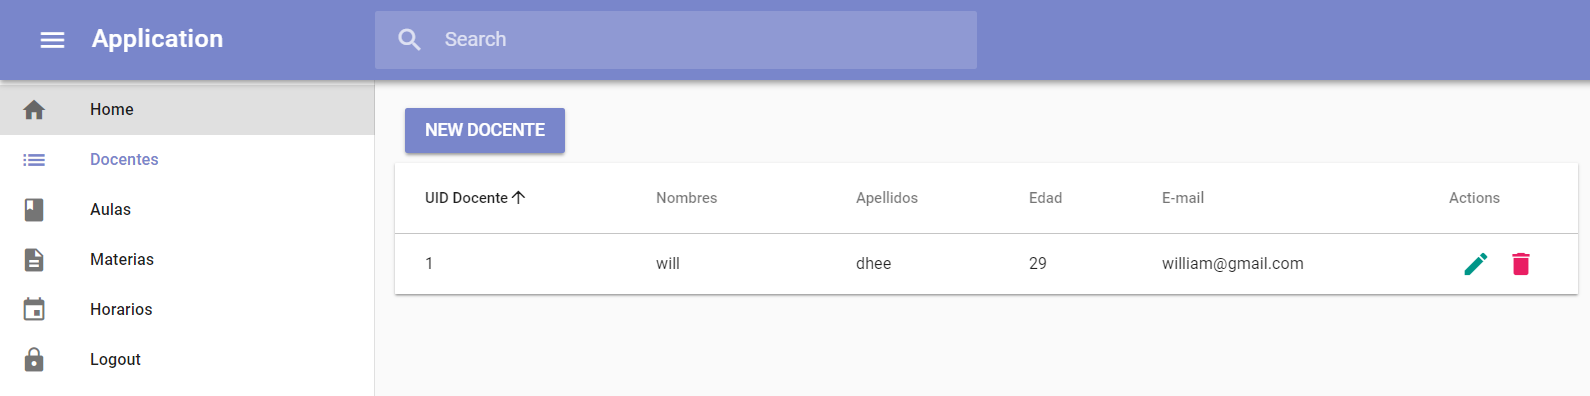 Application
Search
Home
Docentes
Aulas
Materias
Horarios
Logout
NEW DOCENTE
UID Docente Nombres Apellidos Edad E-mail Actions
1 will dhee 29 william@gmail.com